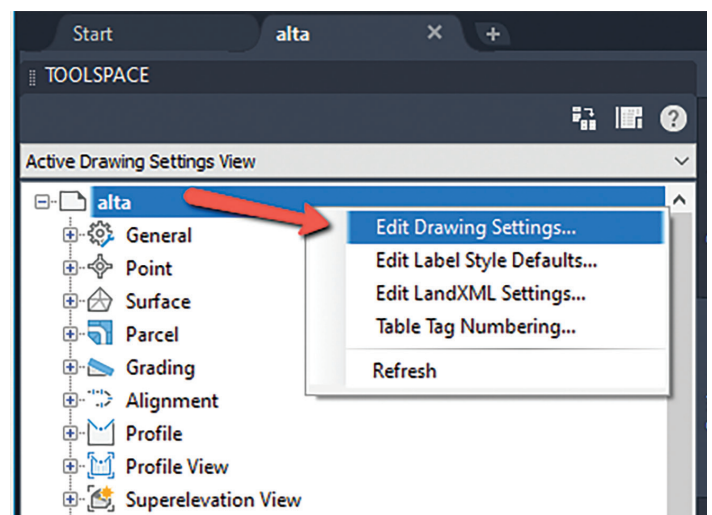 Start alta × +
TOOLSPACE
?
Active Drawing Settings View
alta
Edit Drawing Settings...
General
Edit Label Style Defaults...
Point
Edit LandXML Settings...
Surface
Table Tag Numbering...
Parcel
Refresh
Grading
Alignment
Profile
Profile View
Superelevation View